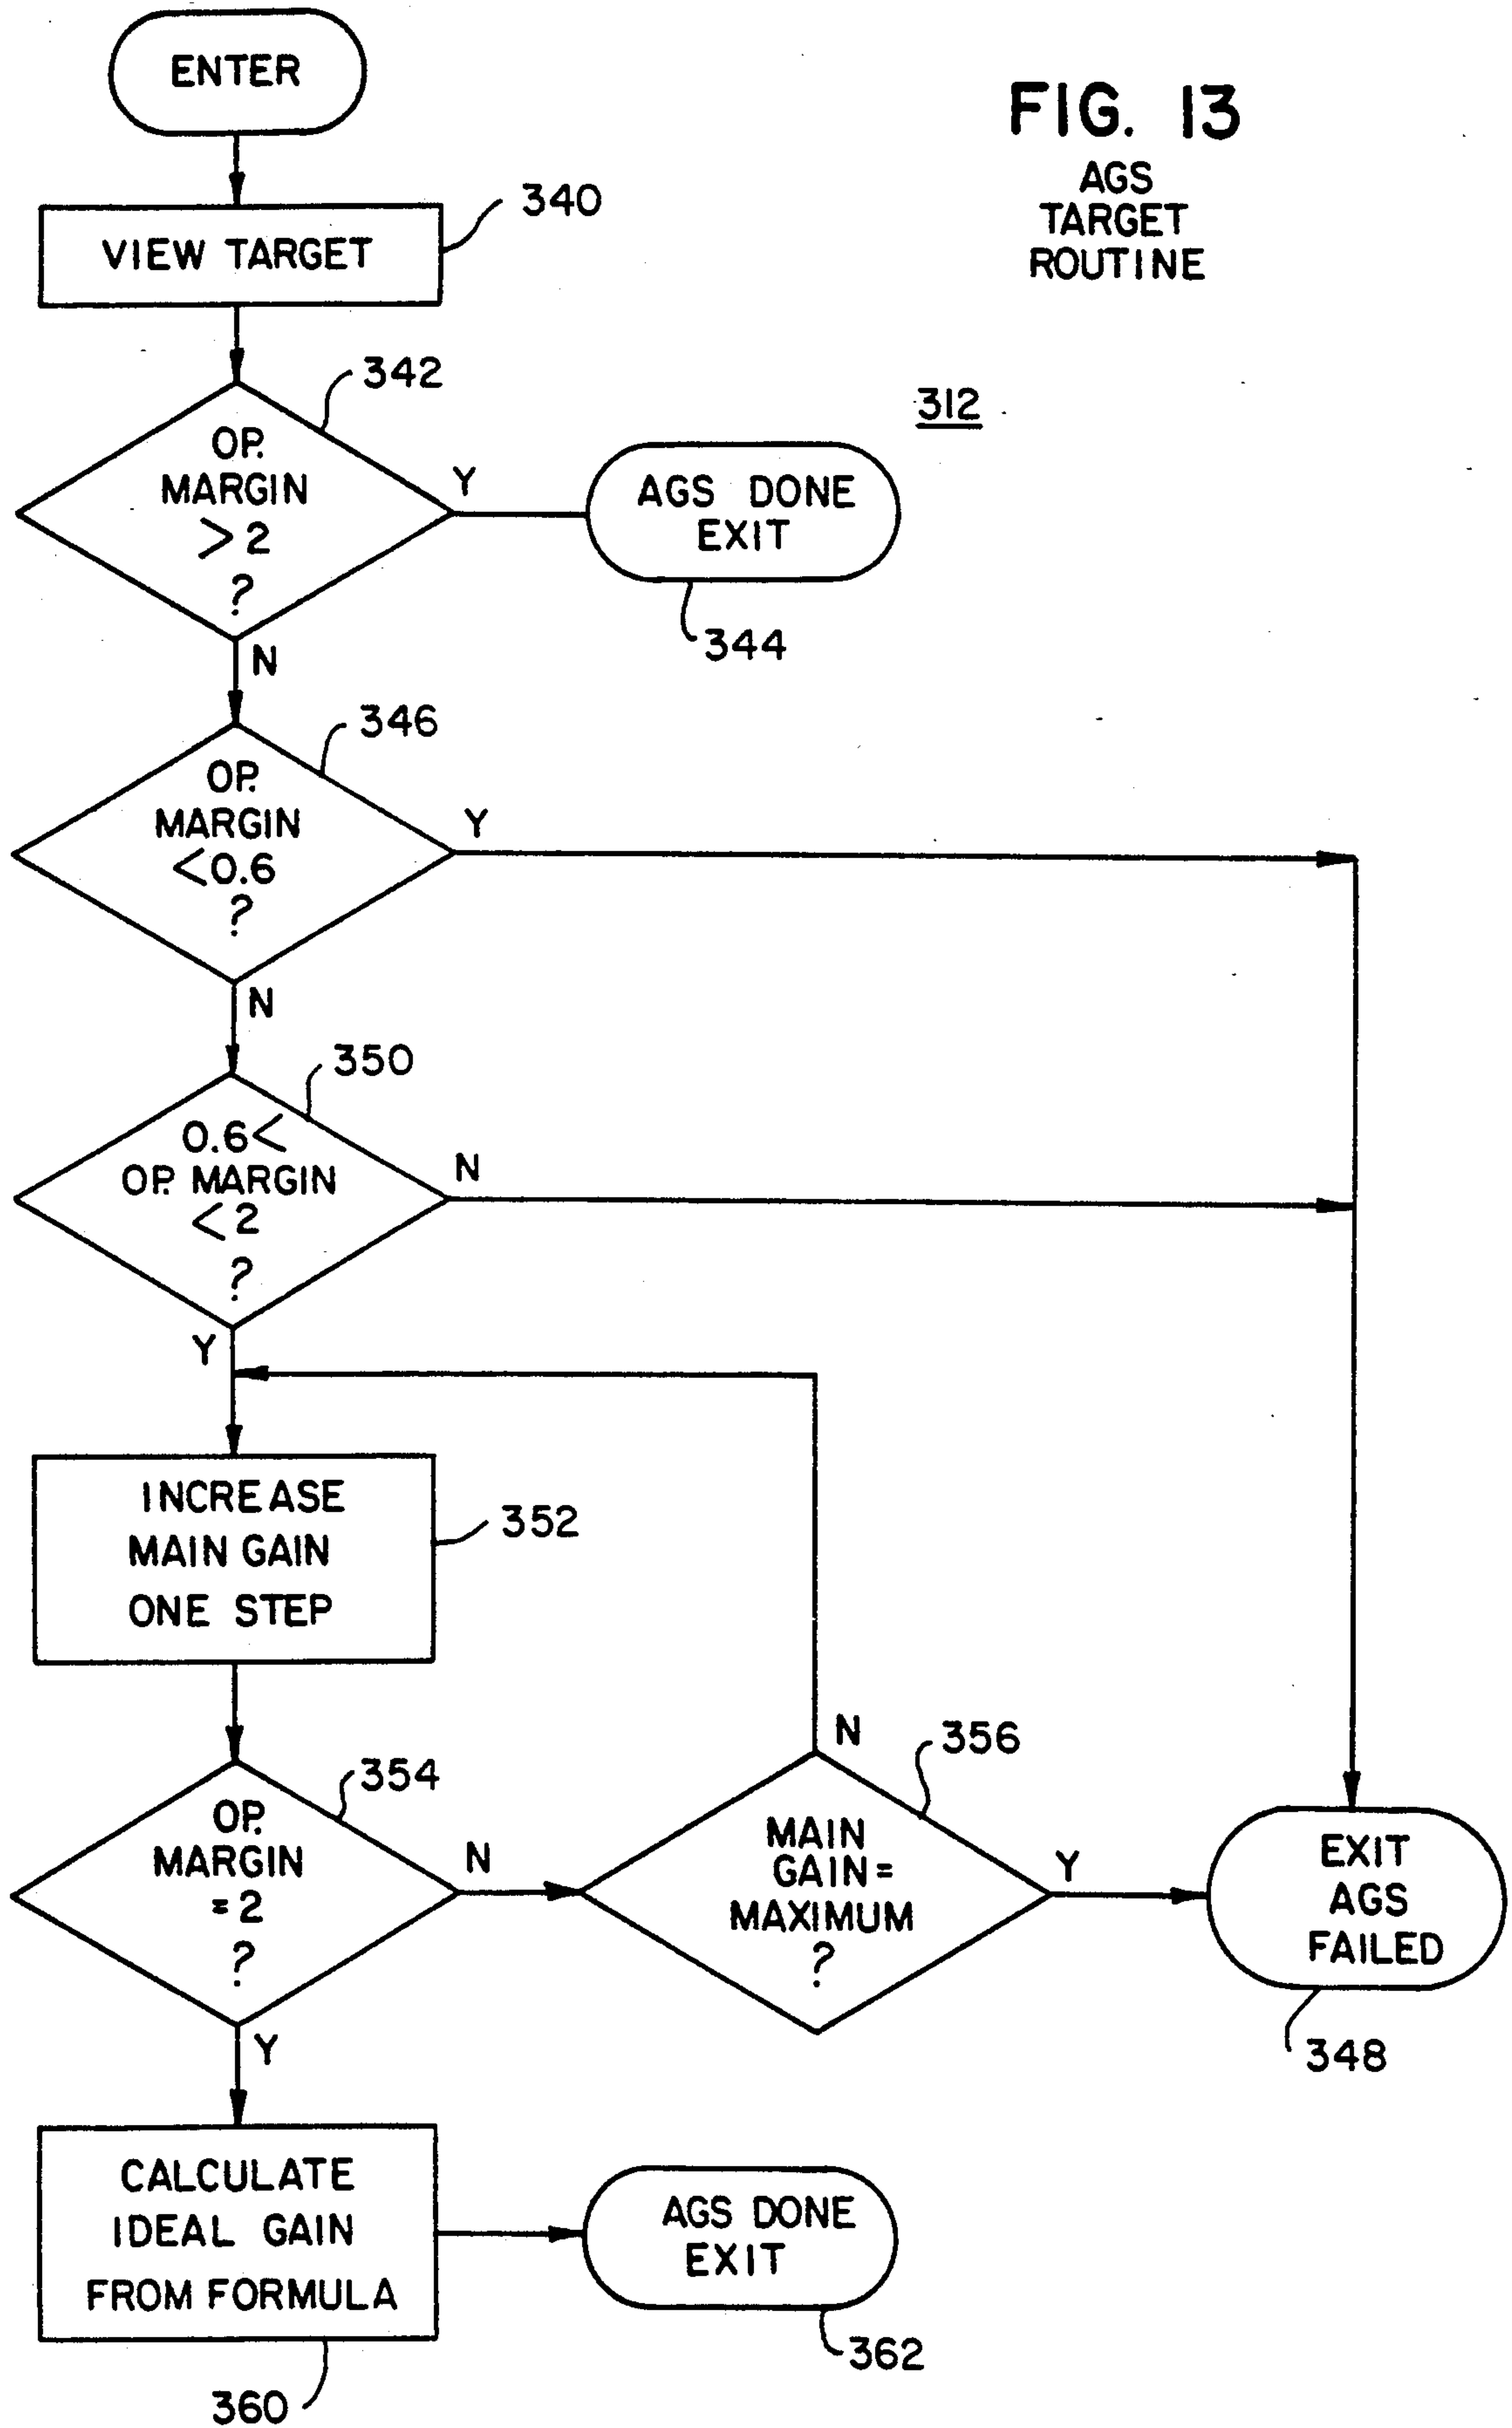 ENTER
FIG. 13
AGS
TARGET
ROUTINE
340
VIEW TARGET
342
312
OP.
MARGIN
>2
?
Y
AGS DONE
EXIT
344
N
346
OP.
MARGIN
<0.6
?
Y
N
350
0.6<
OP. MARGIN
<2
?
N
Y
INCREASE
MAIN GAIN
ONE STEP
352
354
OP.
MARGIN
=2
?
N
N
356
MAIN
GAIN=
MAXIMUM
?
Y
EXIT
AGS
FAILED
348
Y
CALCULATE
IDEAL GAIN
FROM FORMULA
360
AGS DONE
EXIT
362